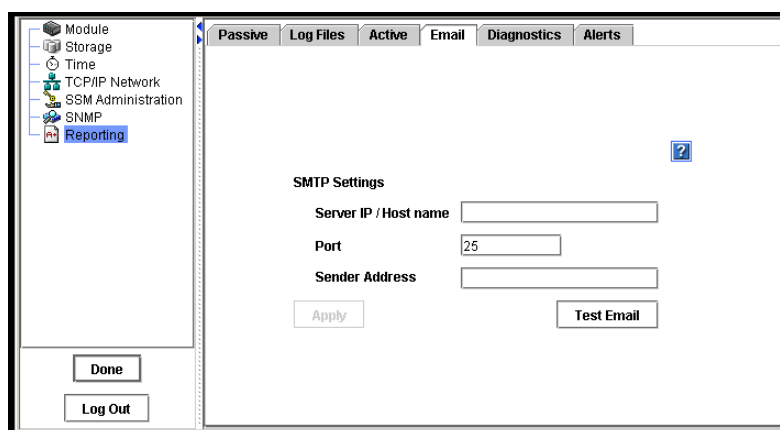 Module
Storage
Time
TCP/IP Network
SSM Administration
SNMP
A+ Reporting
Done
Log Out
Passive Log Files Active Email Diagnostics Alerts
?
SMTP Settings
Server IP / Host name
Port 25
Sender Address
Apply Test Email